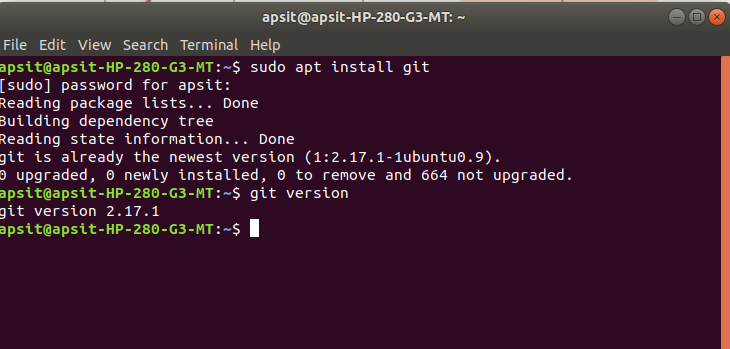 apsit@apsit-HP-280-G3-MT: ~
File Edit View Search Terminal Help
apsit@apsit-HP-280-G3-MT:~$ sudo apt install git
[sudo] password for apsit:
Reading package lists... Done
Building dependency tree
Reading state information... Done
git is already the newest version (1:2.17.1-1ubuntu0.9).
0 upgraded, 0 newly installed, 0 to remove and 664 not upgraded.
apsit@apsit-HP-280-G3-MT:~$ git version
git version 2.17.1
apsit@apsit-HP-280-G3-MT:~$